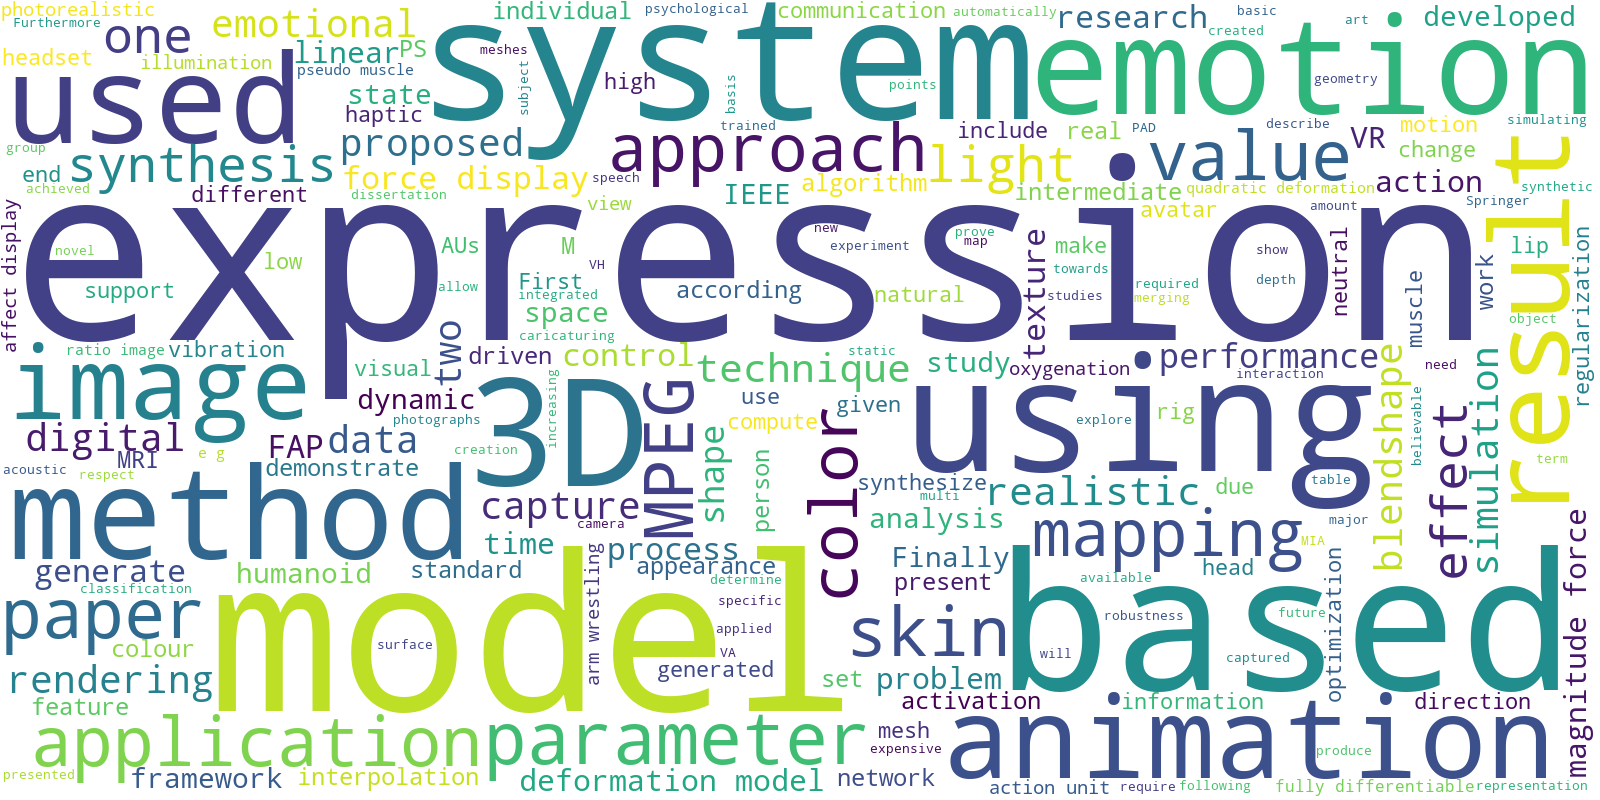 photorealistic
Furthermore
one
emotional
individual
psychological
communication
automatically
research
basic
created
art
developed
headset
illumination
linear
PS
pseudo muscle
meshes
system
emotion
used
state
haptic
high
subject
basis
points
geometry
group
synthesis
proposed
approach
trained
include
real
PAD
describe
VR
motion
change
simulating
end
achieved
different
force display
dissertation
speech
view
IEEE
algorithm
light
intermediate
value
quadratic deformation
action
synthetic
Springer
avatar
amount
result
affect display
expression
novel
low
support
AUs
allow
M
VH
First
integrated
space
caricaturing
according
new
experiment
natural
prove
map
texture
make
towards
studies
required
merging
show
depth
neutral
muscle
work
lip
object
regularization
image
ratio image
vibration
visual
two
driven
dynamic
photographs
control
technique
static
study
oxygenation
performance
interaction
need
digital
FAP
data
MRI
e g
acoustic
respect
demonstrate
creation
3D
increasing
capture
camera
MPEG
shape
use
compute
person
given
color
using
explore
rig
blendshape
believable
effect
simulation
term
method
time
standard
process
synthesize
multi
realistic
analysis
due
table
major
mapping
MIA
generate
humanoid
classification
appearance
determine
Finally
present
head
available
paper
colour
model
surface
arm wrestling
specific
applied
VA
generated
skin
based
robustness
future
will
captured
optimization
magnitude force
rendering
feature
set
problem
activation
information
direction
application
parameter
mesh
expensive
animation
produce
presented
framework
interpolation
deformation model
network
action unit
require
following
fully differentiable
representation